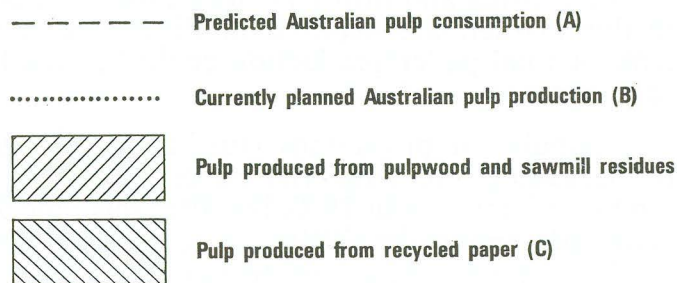 Predicted Australian pulp consumption (A)
Currently planned Australian pulp production (B)
Pulp produced from pulpwood and sawmill residues
Pulp produced from recycled paper (C)